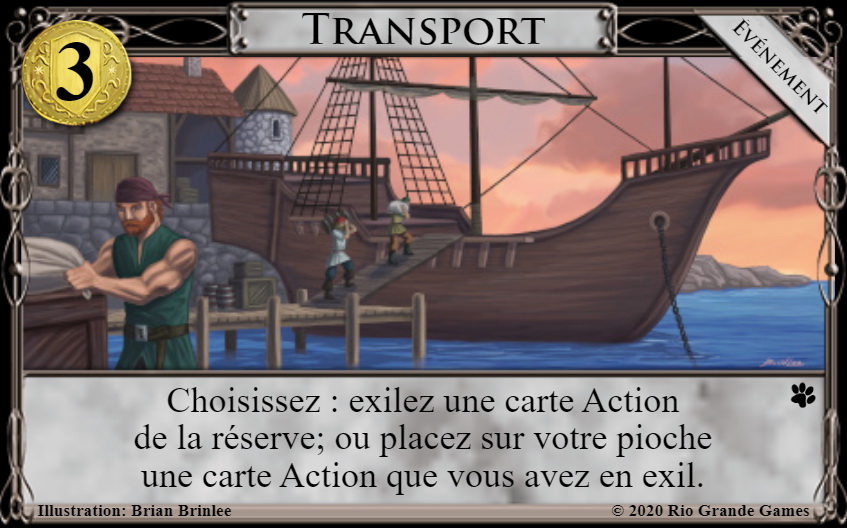 TRANSPORT
3
ÉVÉNEMENT
Choisissez : exilez une carte Action
de la réserve; ou placez sur votre pioche
une carte Action que vous avez en exil.
Illustration: Brian Brinlee
© 2020 Rio Grande Games